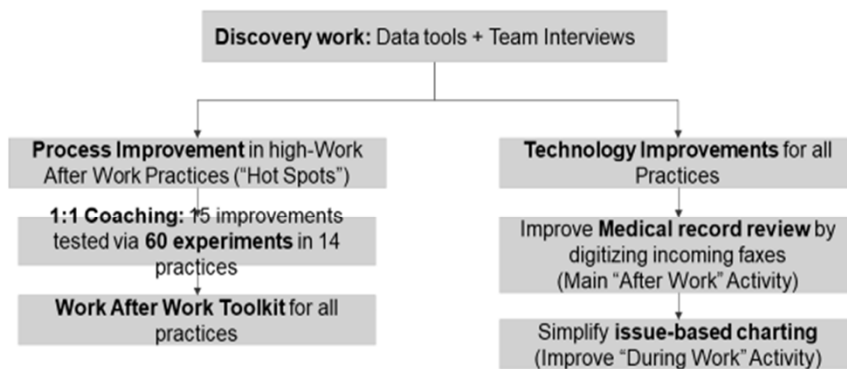 Discovery work: Data tools + Team Interviews
Process Improvement in high-Work
After Work Practices ("Hot Spots")
1:1 Coaching: 15 improvements
tested via 60 experiments in 14
practices
Work After Work Toolkit for all
practices
Technology Improvements for all
Practices
Improve Medical record review by
digitizing incoming faxes
(Main "After Work" Activity)
Simplify issue-based charting
(Improve "During Work" Activity)